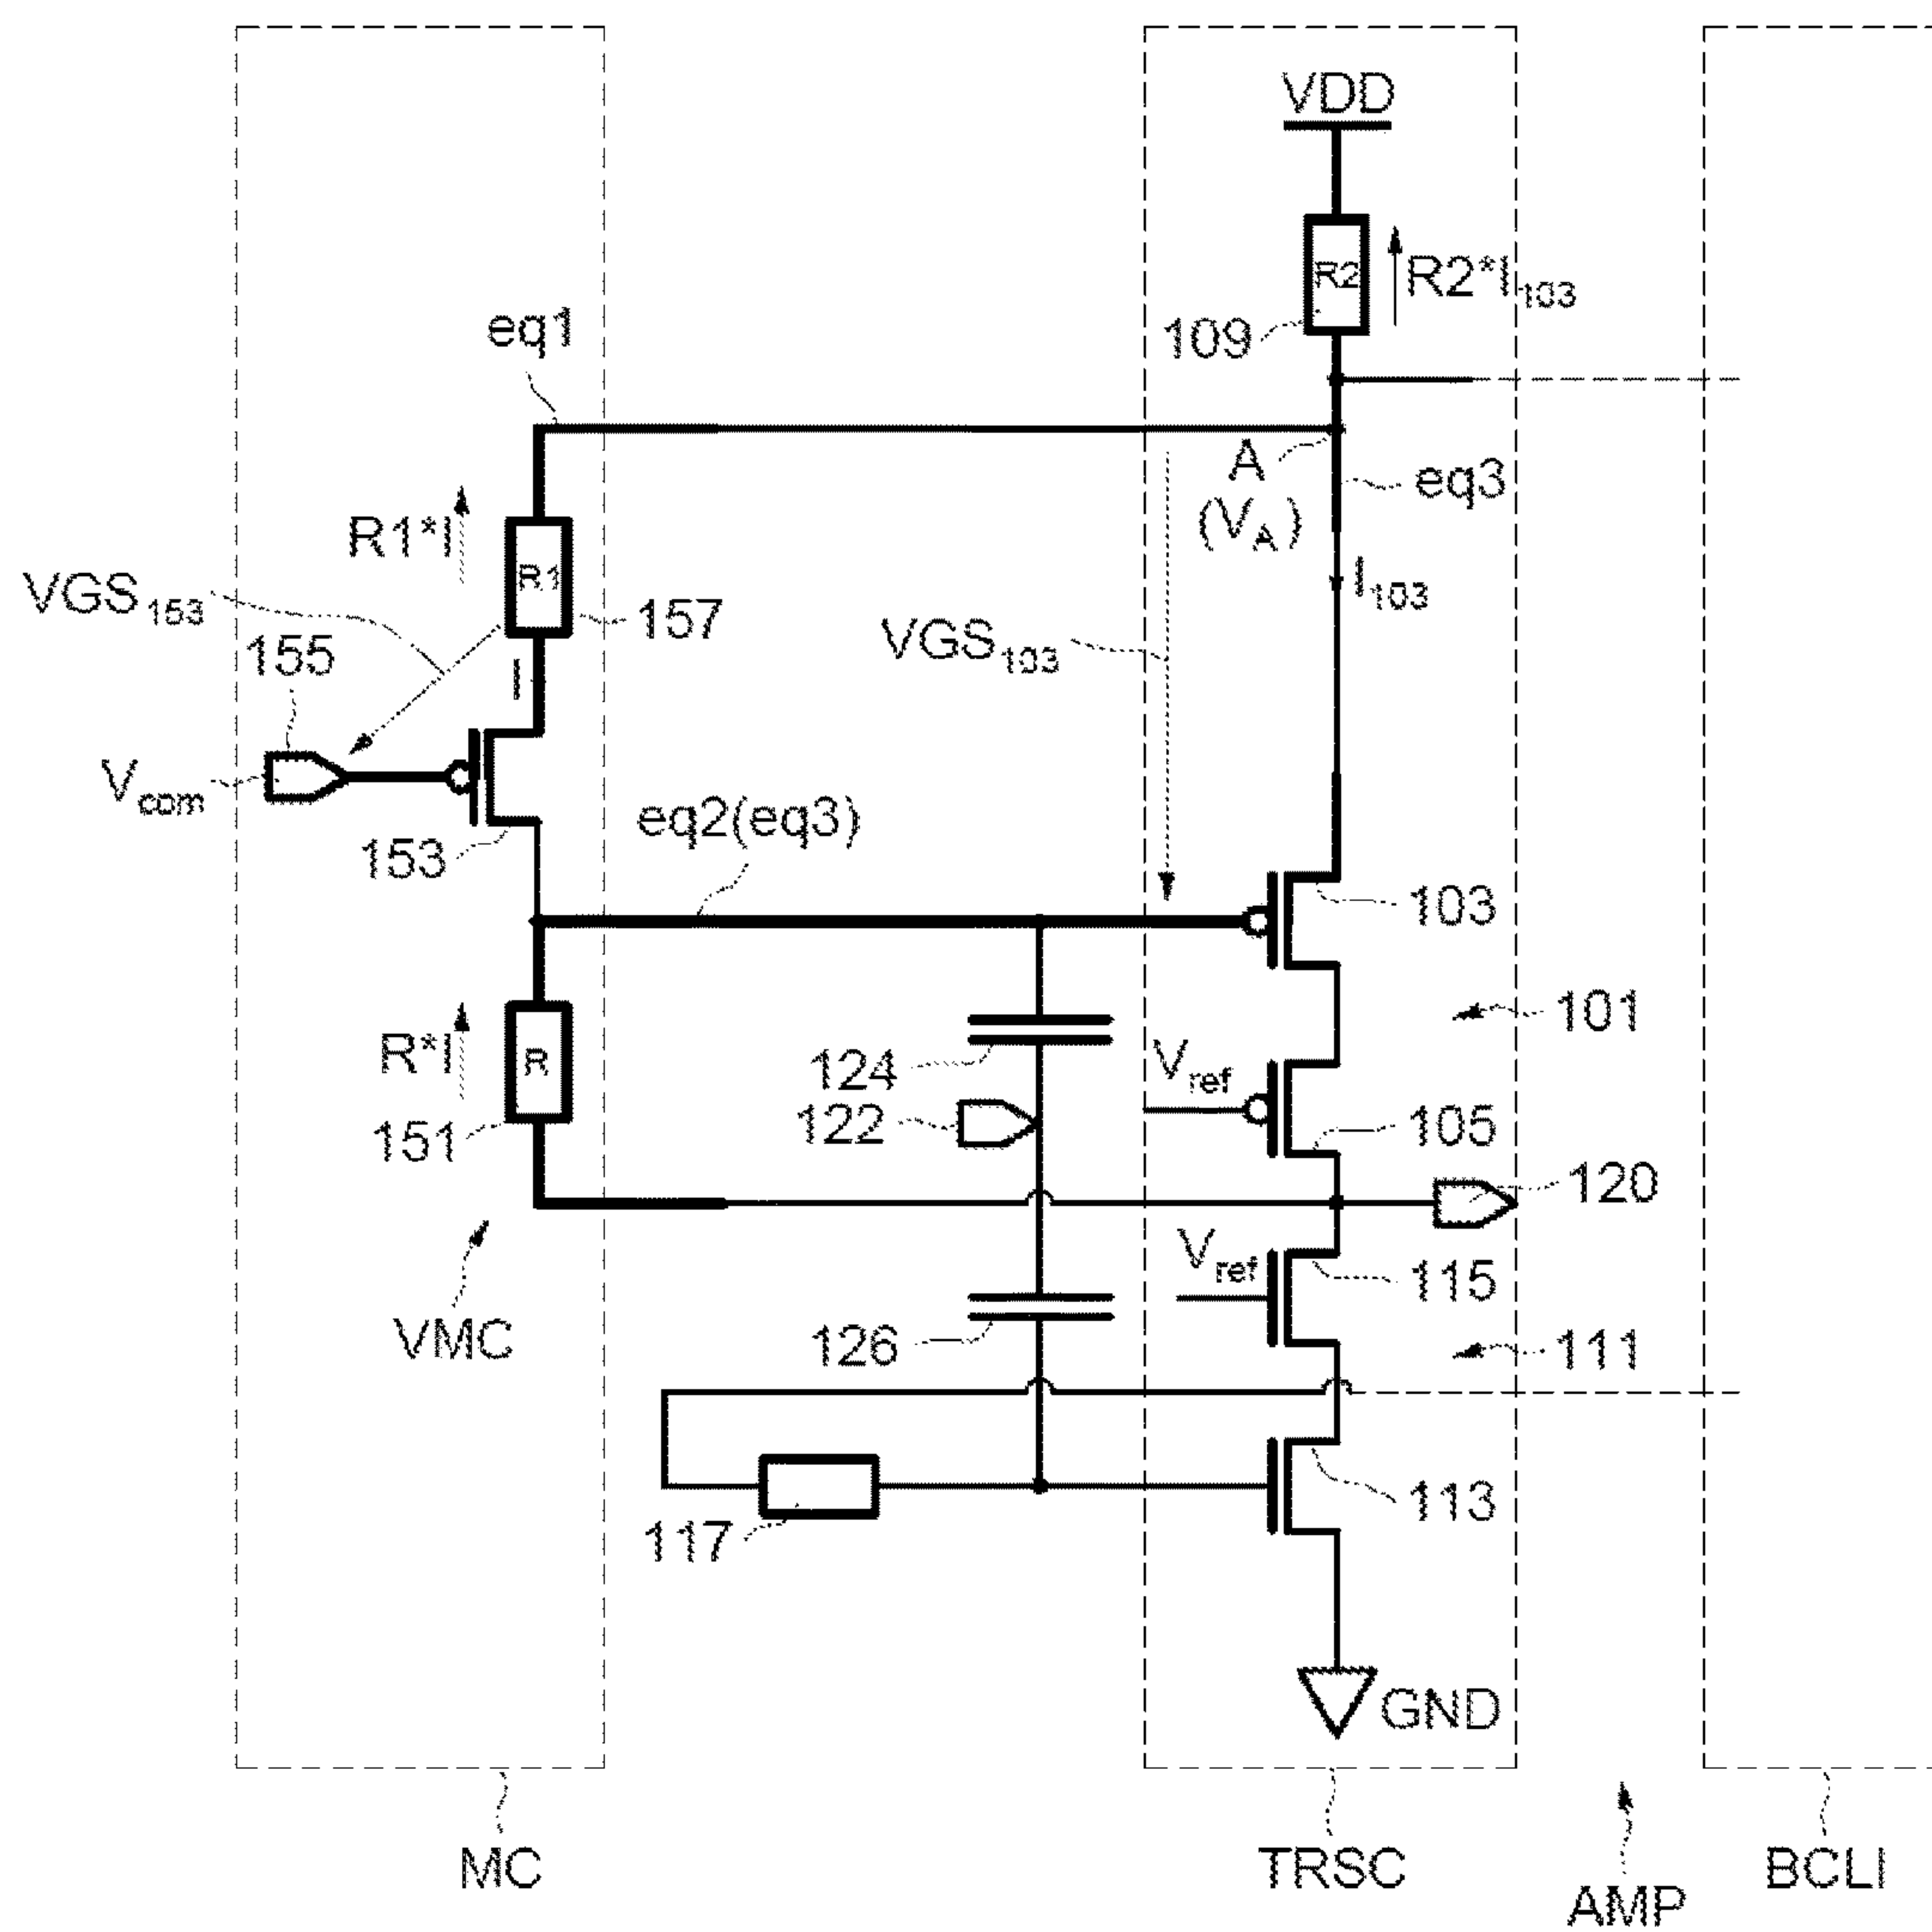 VDD
R2
R2*I103
109
eq1
A
(VA)
eq3
R1*I
R1
I103
VGS153
157
155
VGS103
I
Vcom
eq2(eq3)
153
103
101
R*I
R
124
Vref
122
151
105
120
Vref
115
VMC
126
111
117
113
GND
MC
TRSC
BCLI
AMP